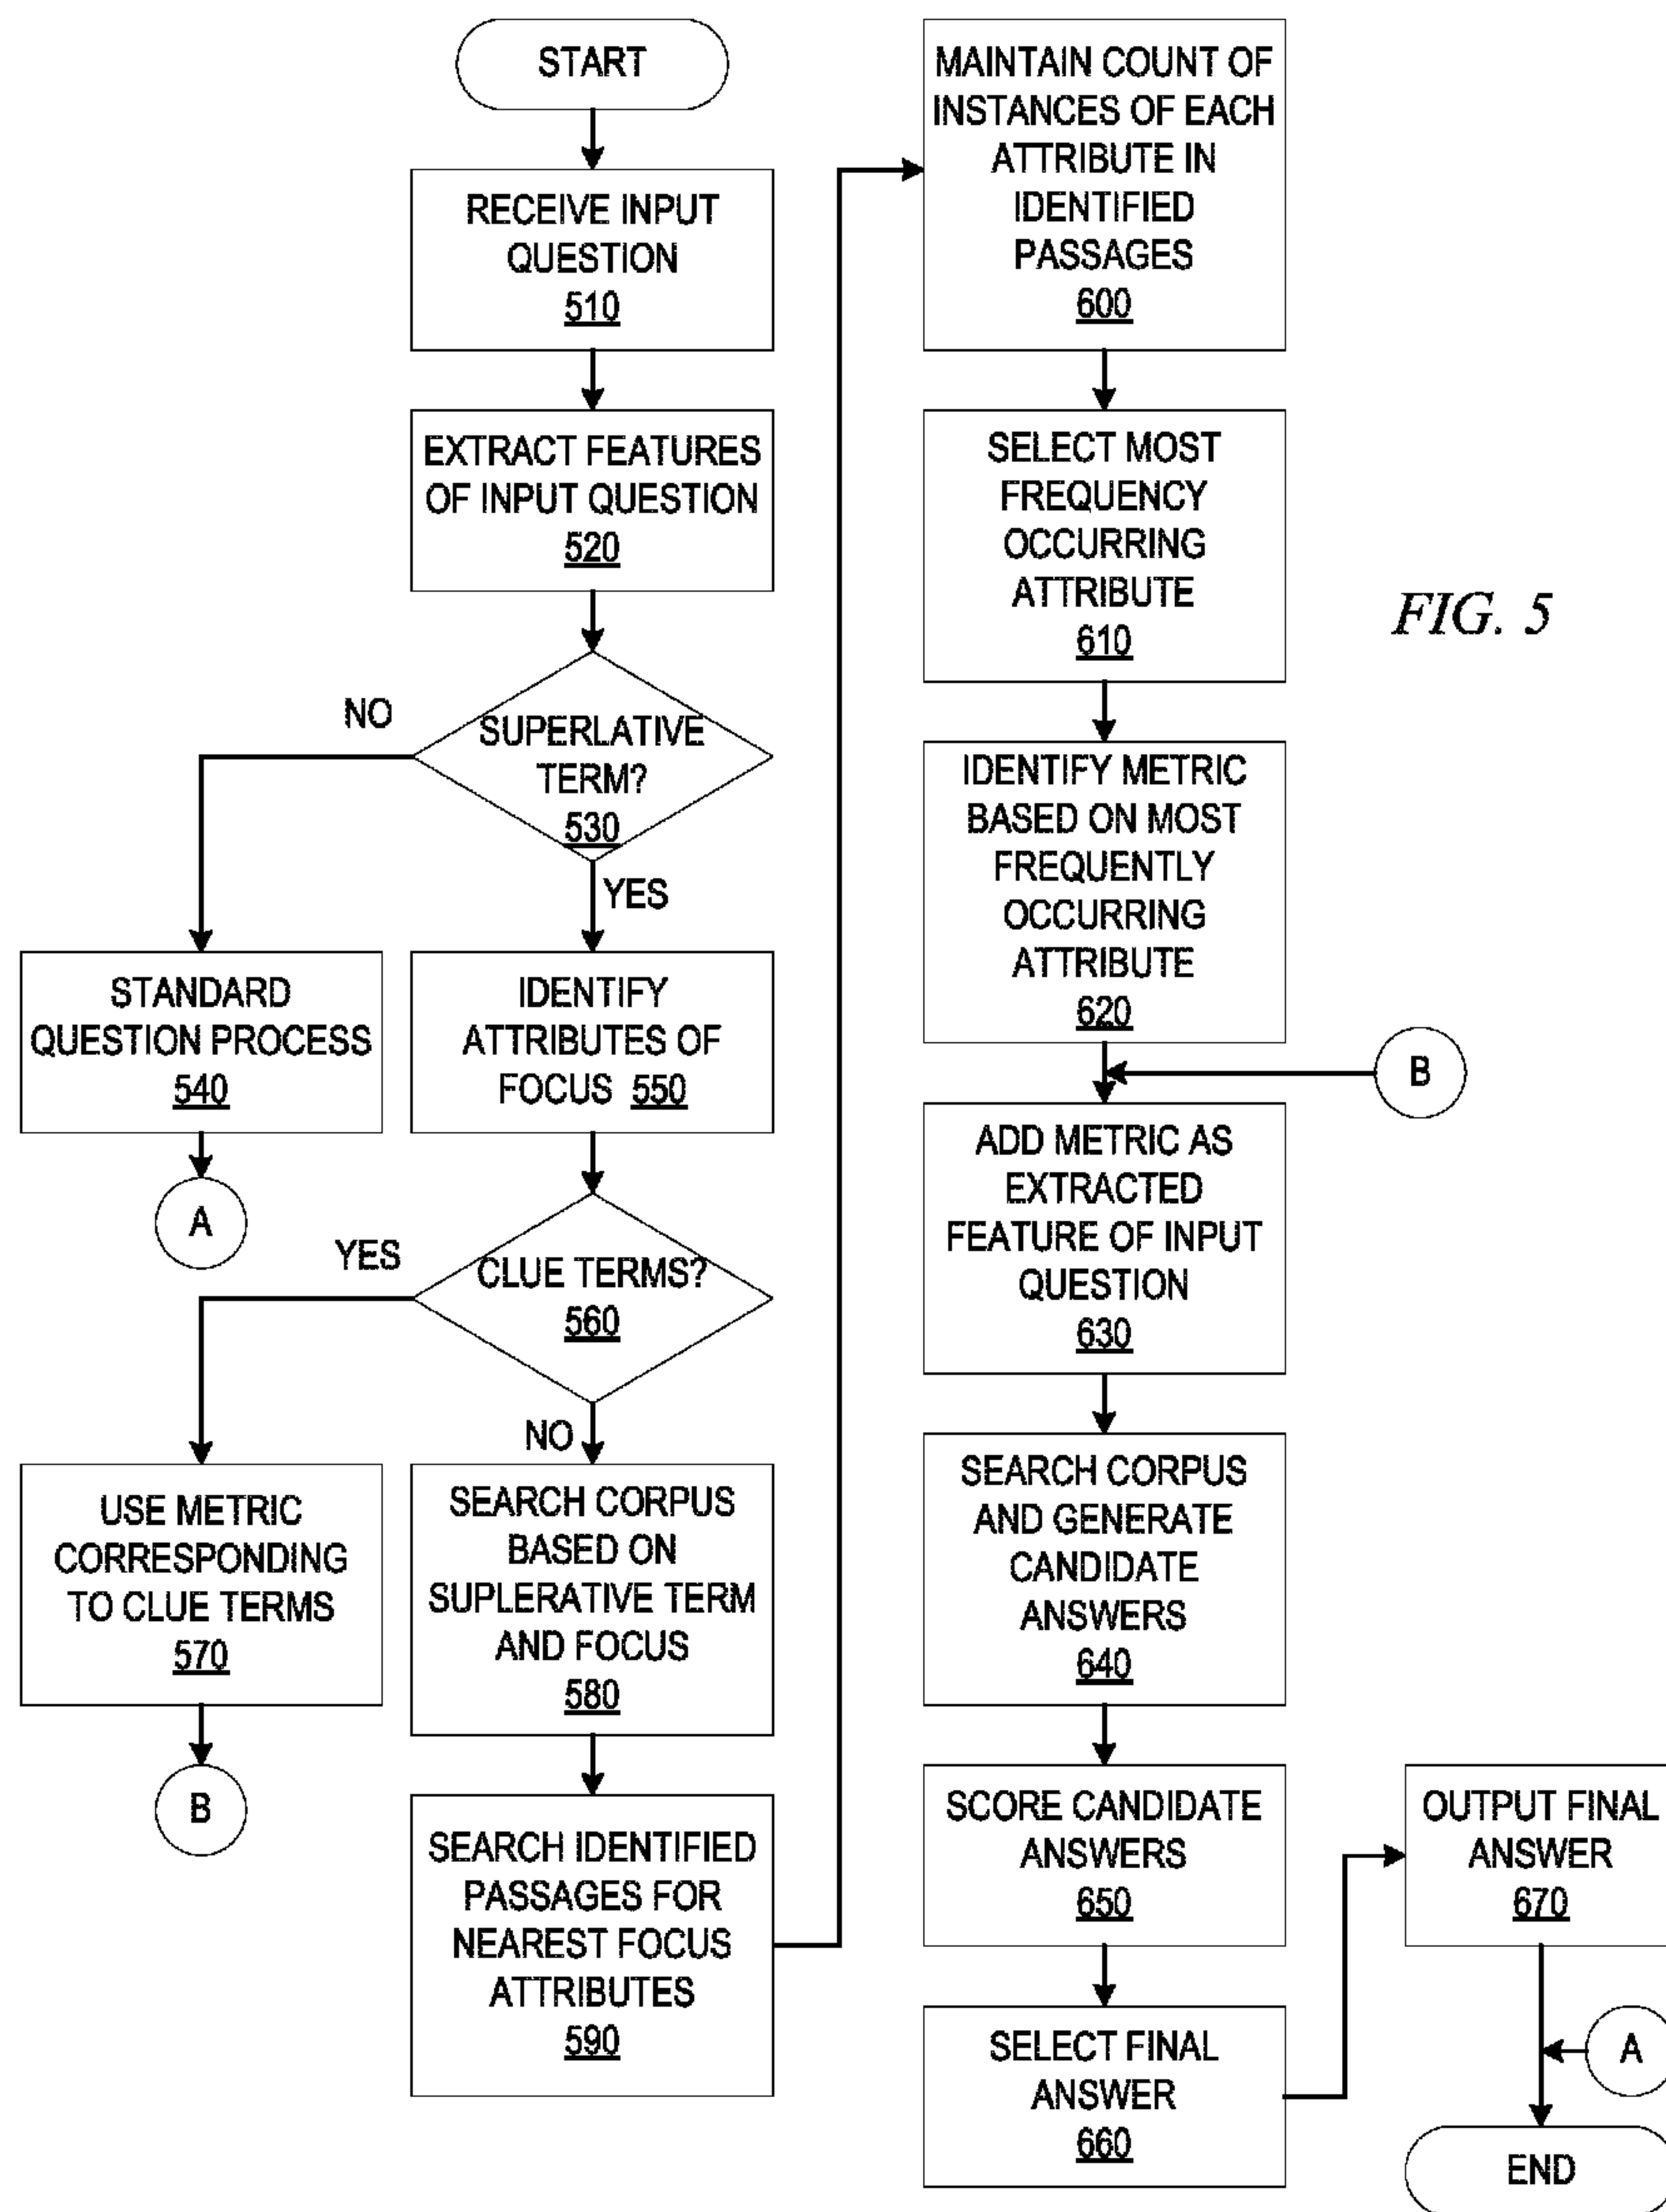 START
RECEIVE INPUT
QUESTION
510
EXTRACT FEATURES
OF INPUT QUESTION
520
SUPERLATIVE
TERM?
530
NO
YES
STANDARD
QUESTION PROCESS
540
A
IDENTIFY
ATTRIBUTES OF
FOCUS 550
CLUE TERMS?
560
YES
NO
USE METRIC
CORRESPONDING
TO CLUE TERMS
570
B
SEARCH CORPUS
BASED ON
SUPLERATIVE TERM
AND FOCUS
580
SEARCH IDENTIFIED
PASSAGES FOR
NEAREST FOCUS
ATTRIBUTES
590
MAINTAIN COUNT OF
INSTANCES OF EACH
ATTRIBUTE IN
IDENTIFIED
PASSAGES
600
SELECT MOST
FREQUENCY
OCCURRING
ATTRIBUTE
610
IDENTIFY METRIC
BASED ON MOST
FREQUENTLY
OCCURRING
ATTRIBUTE
620
B
ADD METRIC AS
EXTRACTED
FEATURE OF INPUT
QUESTION
630
SEARCH CORPUS
AND GENERATE
CANDIDATE
ANSWERS
640
SCORE CANDIDATE
ANSWERS
650
SELECT FINAL
ANSWER
660
OUTPUT FINAL
ANSWER
670
A
END
FIG. 5